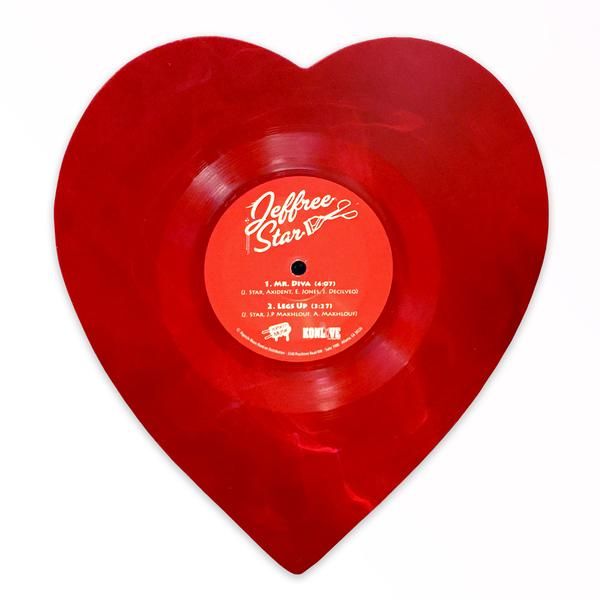 Jeffree
Star
1. Mr. Diva (4:07)
(J. Star, Axident, E. Jones, J. Decilveo)
2. Legs Up (3:27)
(J. Star, J.P Makhlouf, A. Makhlouf)
KONLIVE